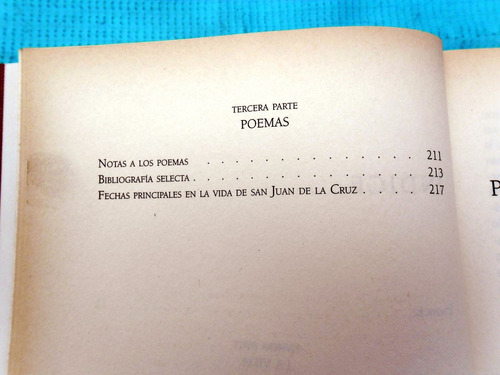 TERCERA PARTE
POEMAS
NOTAS A LOS POEMAS . . . . . . . . . . . . . 211
BIBLIOGRAFÍA SELECTA . . . . . . . . . . . . . 213
FECHAS PRINCIPALES EN LA VIDA DE SAN JUAN DE LA CRUZ . . . . 217
P